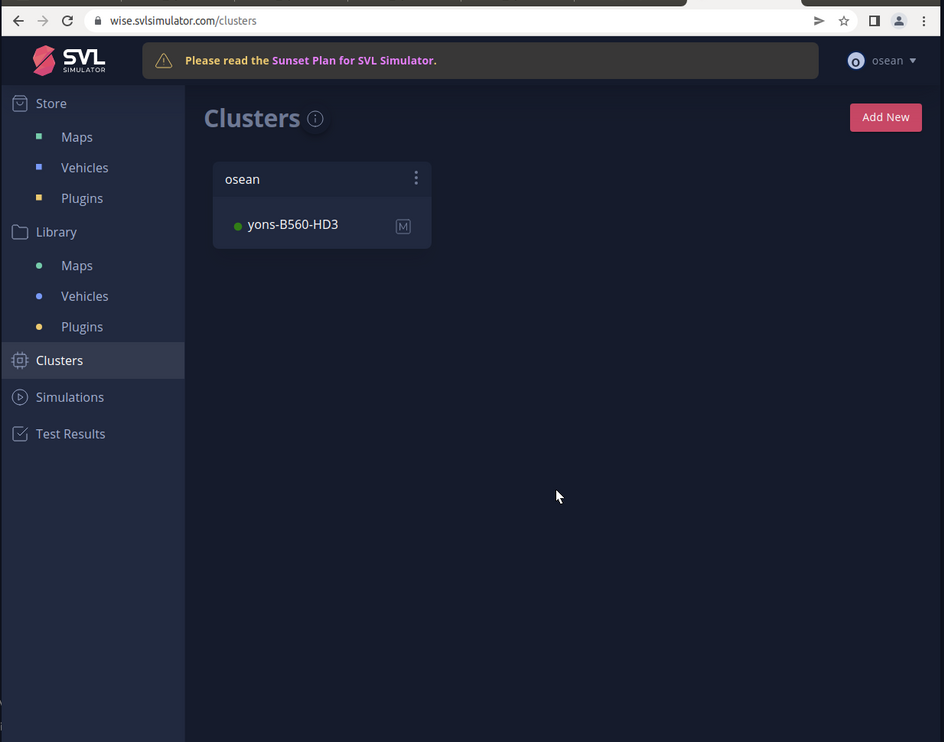 wise.svlsimulator.com/clusters
SVL
SIMULATOR
Please read the Sunset Plan for SVL Simulator.
O
osean
Store
Maps
Vehicles
Plugins
Library
Maps
Vehicles
Plugins
Clusters
Simulations
Test Results
Clusters
Add New
osean
yons-B560-HD3
M